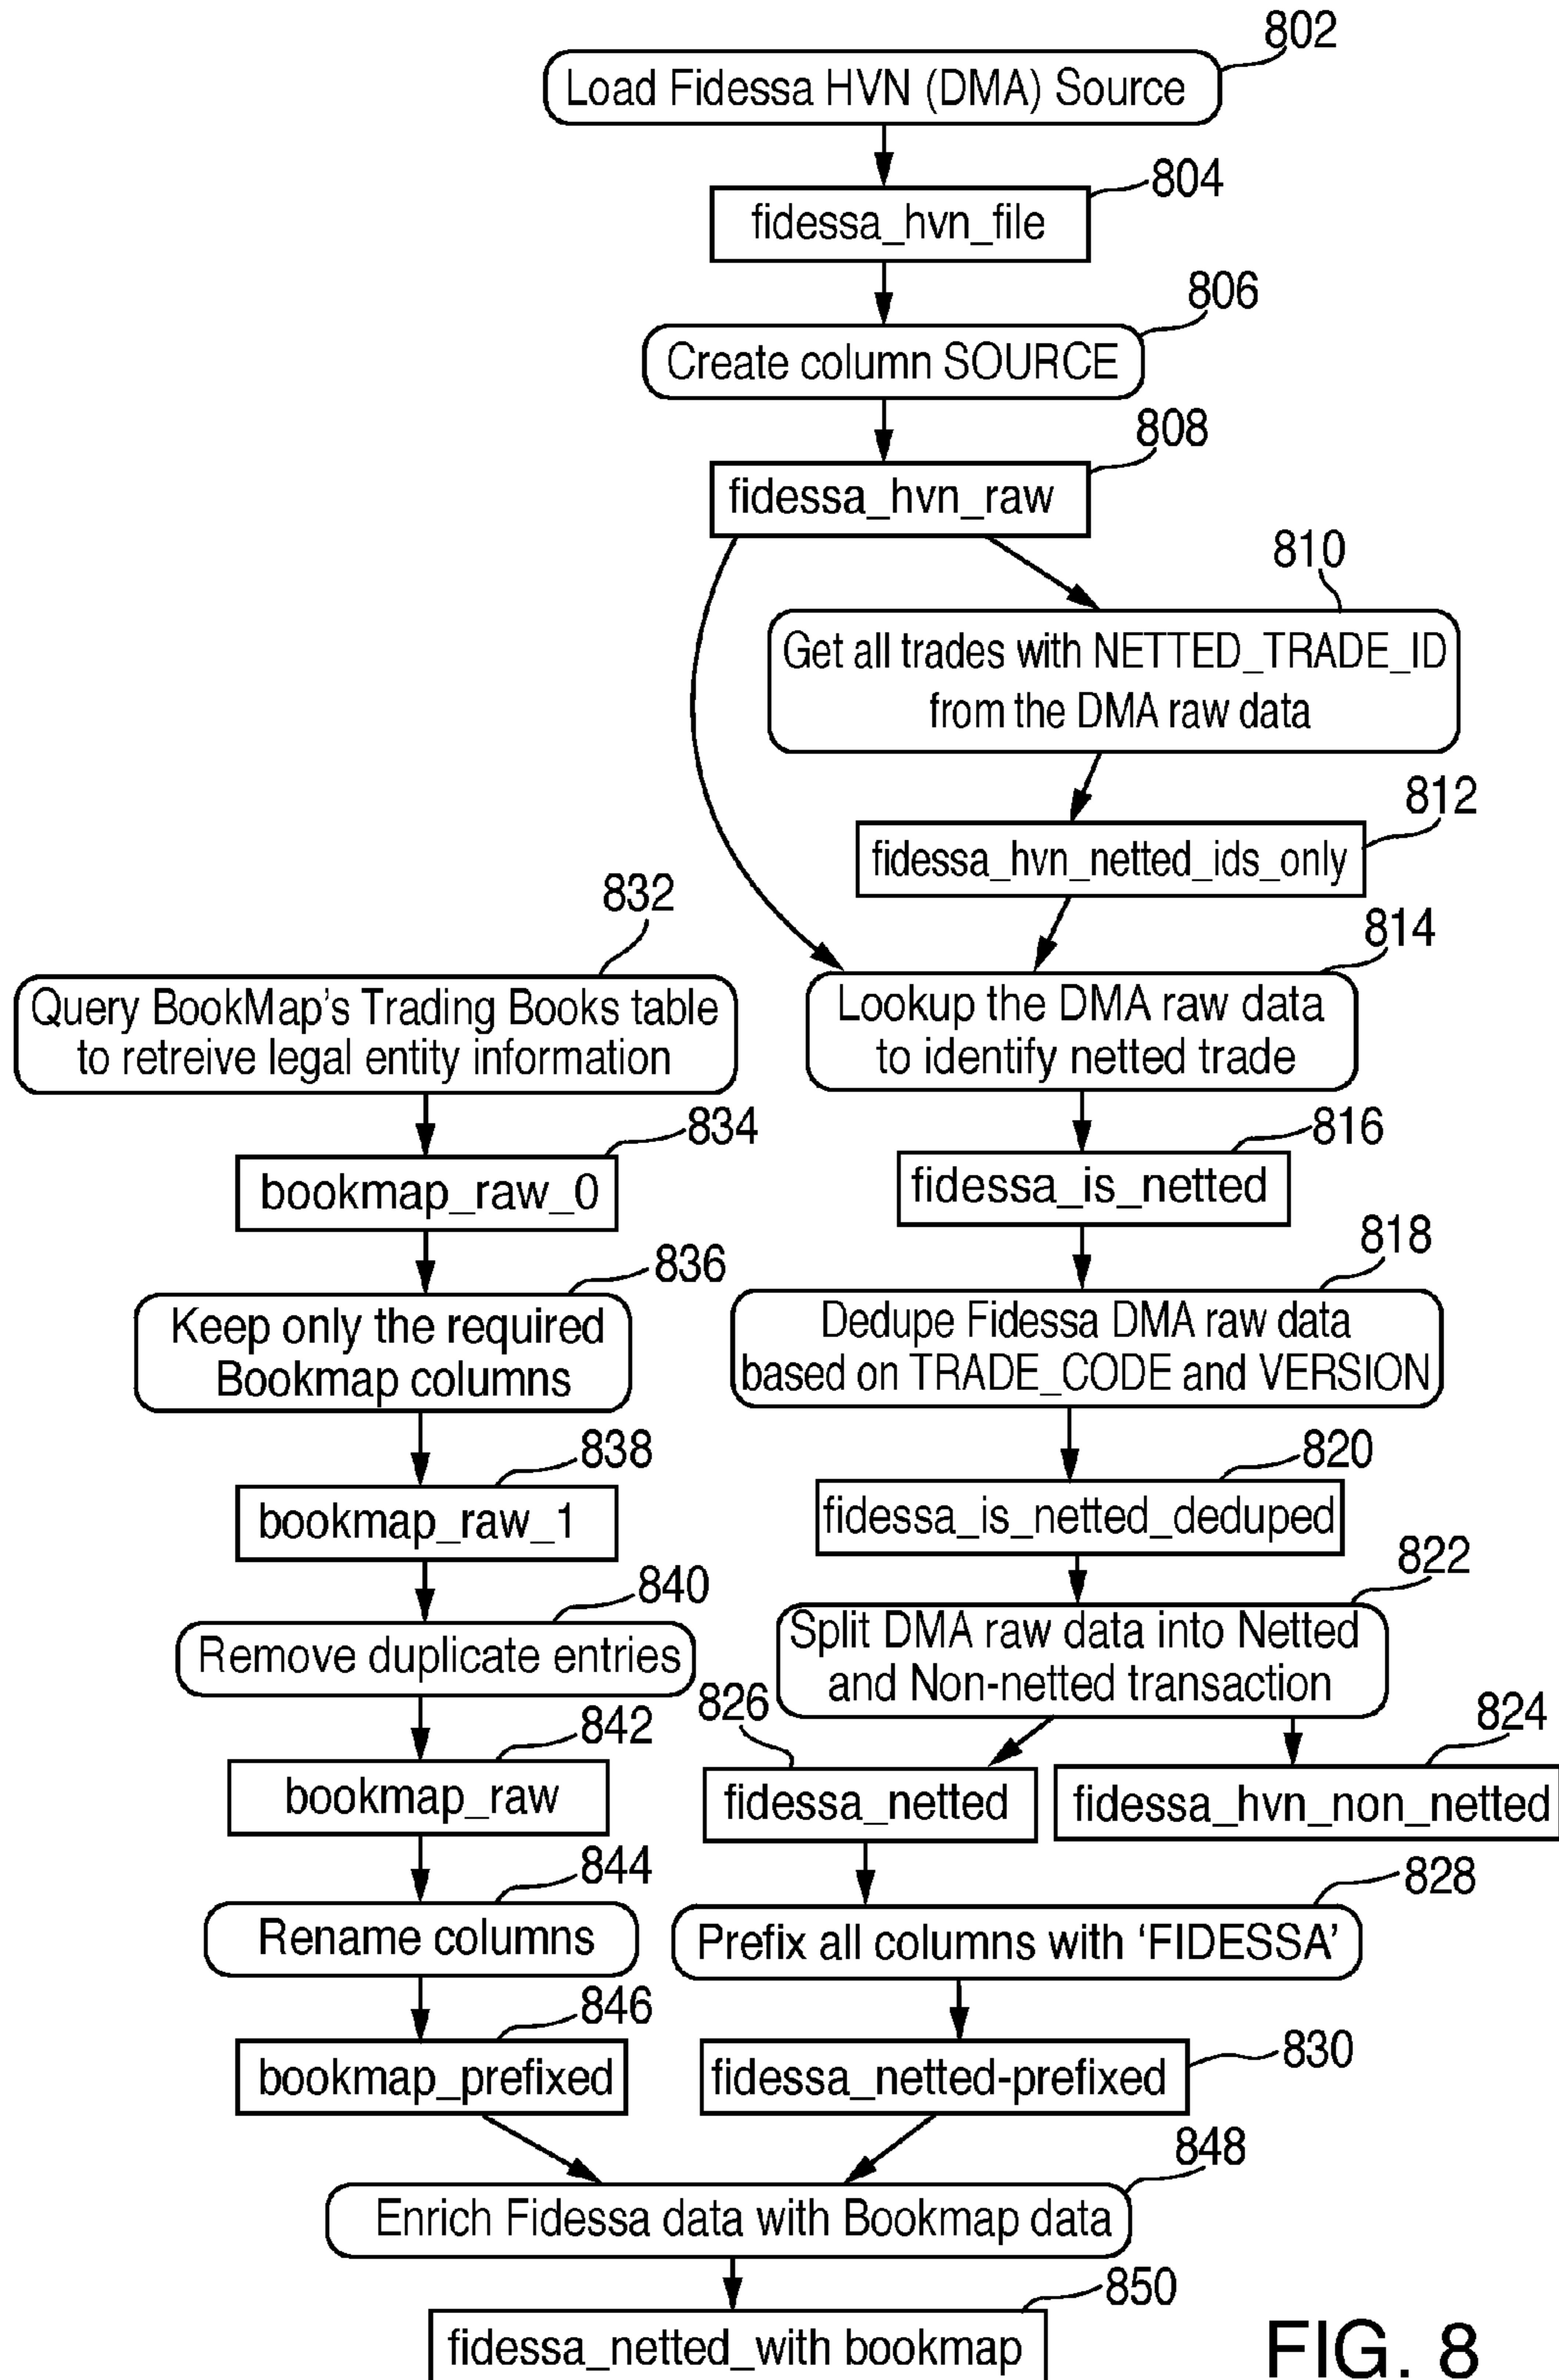 802
Load Fidessa HVN (DMA) Source
804
fidessa_hvn_file
806
Create column SOURCE
808
fidessa_hvn_raw
810
Get all trades with NETTED_TRADE_ID
from the DMA raw data
812
fidessa_hvn_netted_ids_only
832
814
Query BookMap's Trading Books table
to retreive legal entity information
Lookup the DMA raw data
to identify netted trade
834
816
bookmap_raw_0
fidessa_is_netted
836
818
Keep only the required
Bookmap columns
Dedupe Fidessa DMA raw data
based on TRADE_CODE and VERSION
838
820
bookmap_raw_1
fidessa_is_netted_deduped
840
822
Remove duplicate entries
Split DMA raw data into Netted
and Non-netted transaction
842
826
824
bookmap_raw
fidessa_netted
fidessa_hvn_non_netted
844
828
Rename columns
Prefix all columns with ‘FIDESSA’
846
830
bookmap_prefixed
fidessa_netted-prefixed
848
Enrich Fidessa data with Bookmap data
850
fidessa_netted_with bookmap
FIG. 8